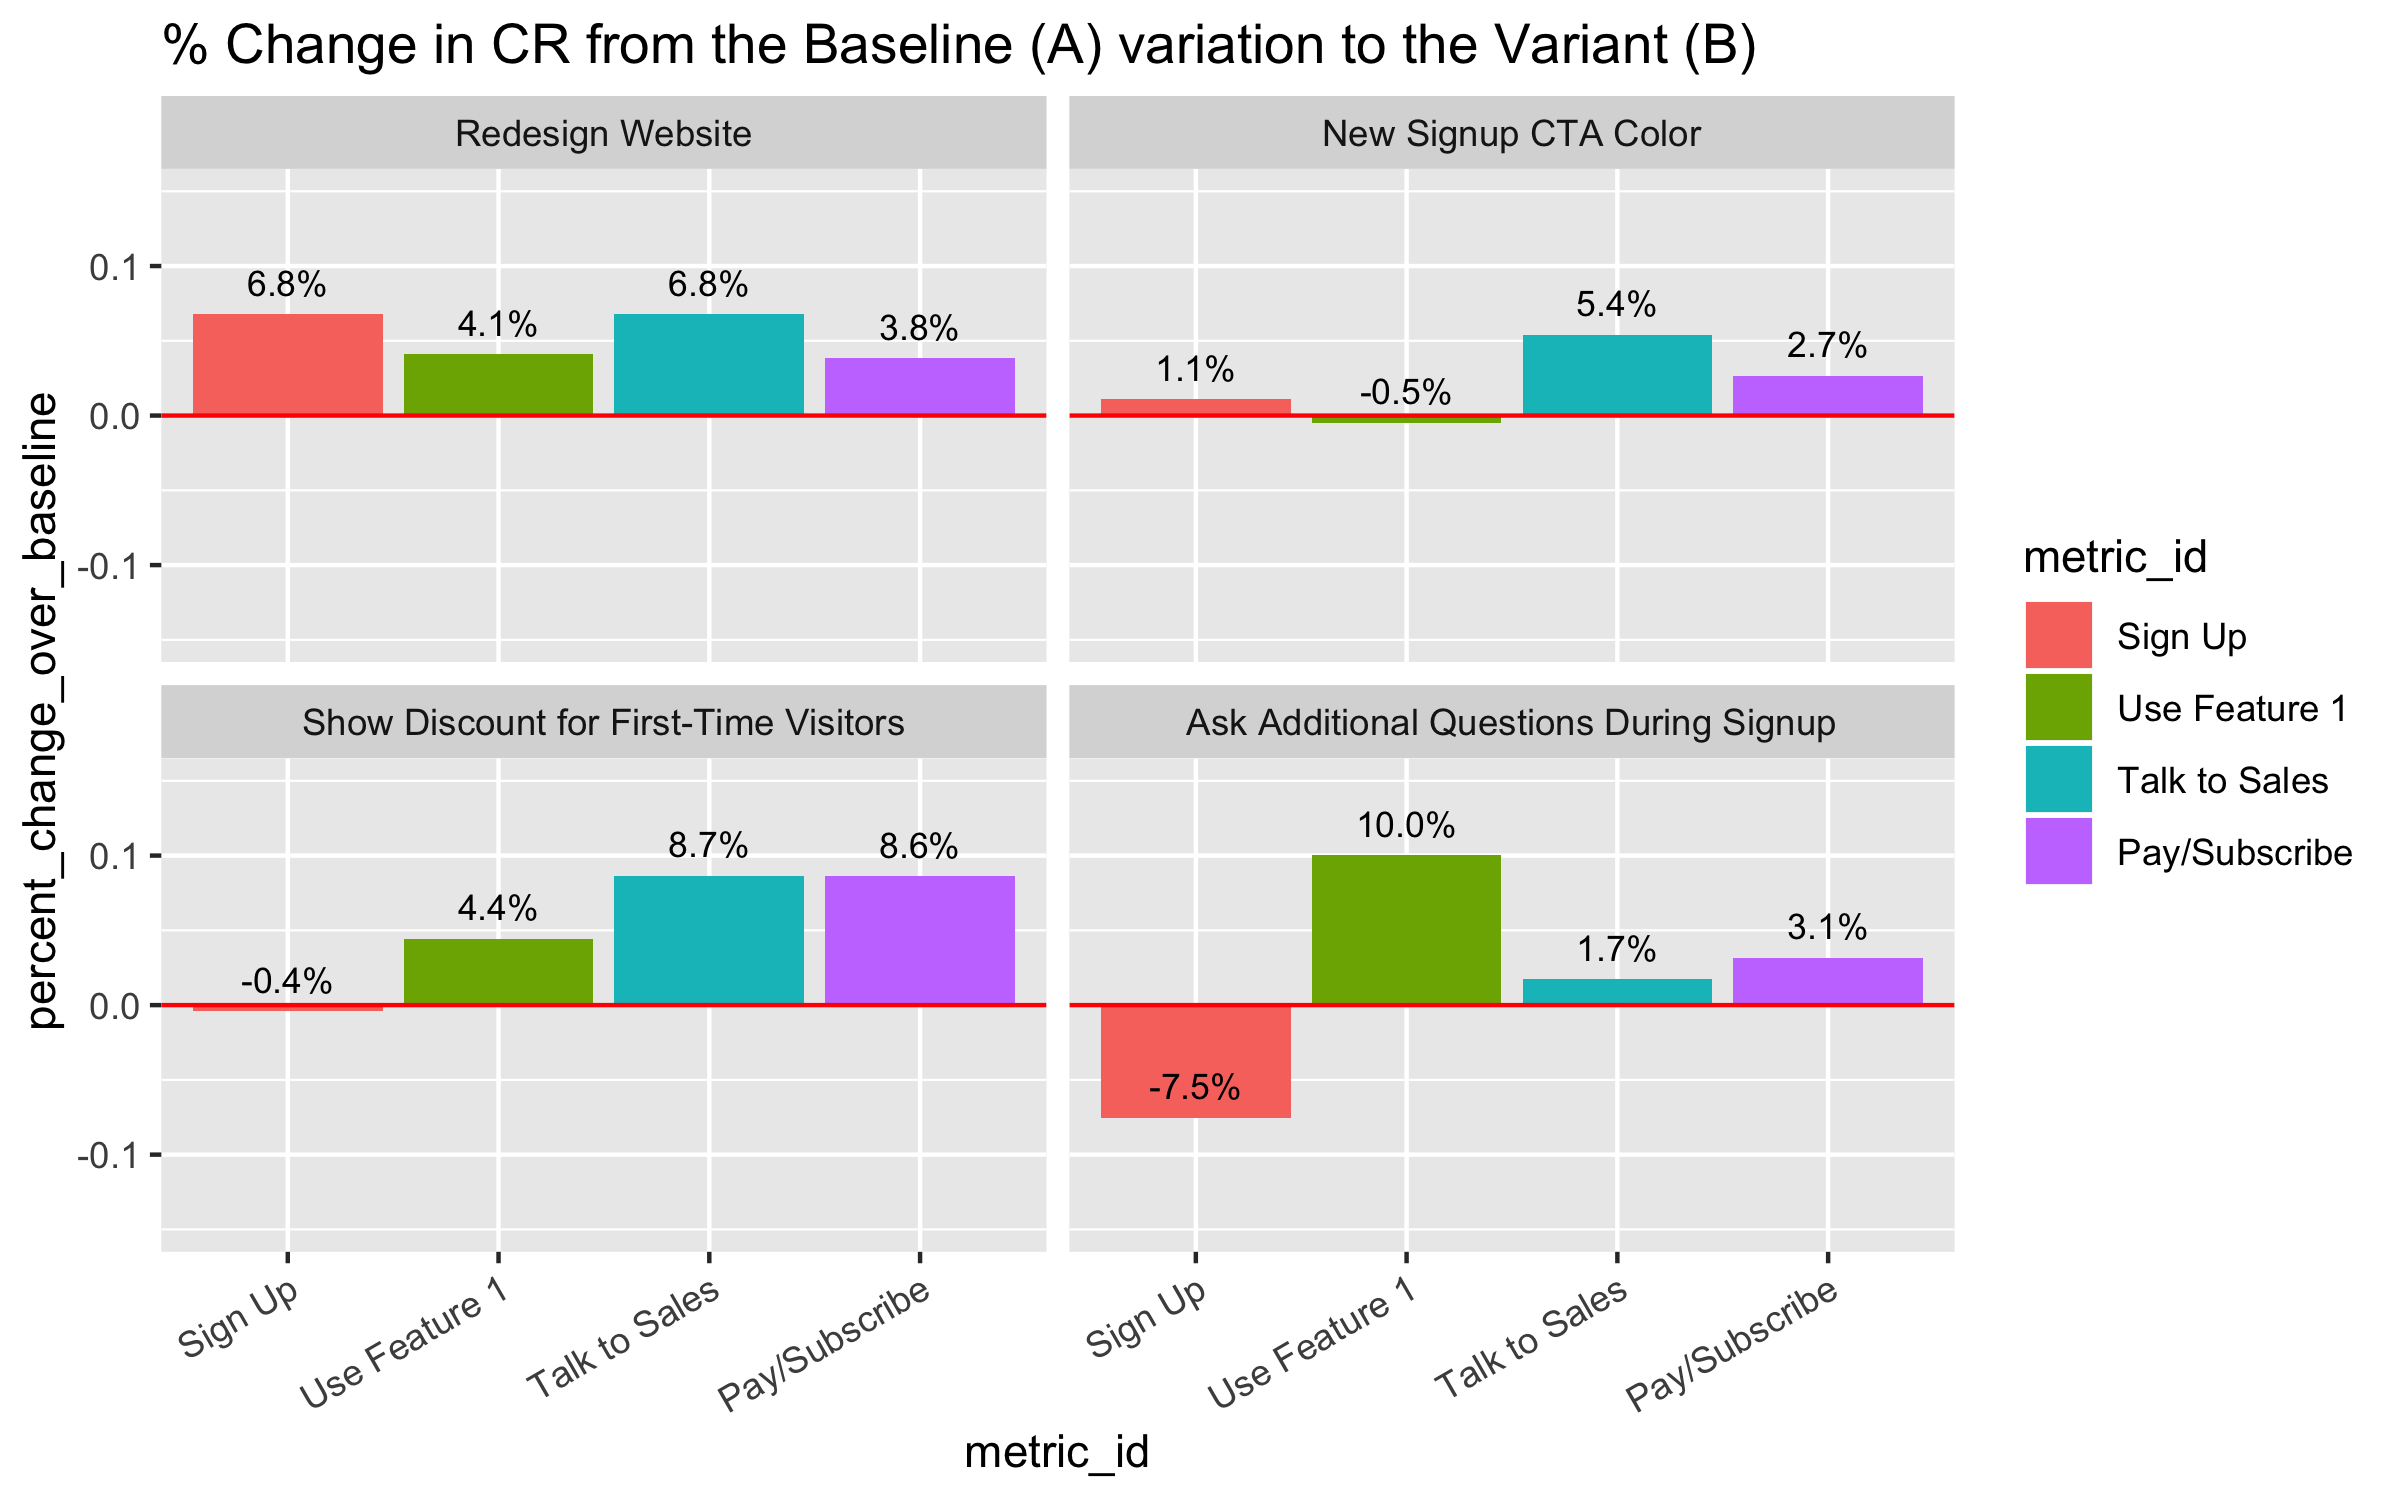 % Change in CR from the Baseline (A) variation to the Variant (B)
percent_change_over_baseline
Redesign Website
0.1
0.0
-0.1
6.8%
4.1%
6.8%
3.8%
New Signup CTA Color
1.1%
-0.5%
5.4%
2.7%
Show Discount for First-Time Visitors
0.1
0.0
-0.1
-0.4%
4.4%
8.7%
8.6%
Ask Additional Questions During Signup
-7.5%
10.0%
1.7%
3.1%
Sign Up
Use Feature 1
Talk to Sales
Pay/Subscribe
Sign Up
Use Feature 1
Talk to Sales
Pay/Subscribe
metric_id
metric_id
Sign Up
Use Feature 1
Talk to Sales
Pay/Subscribe